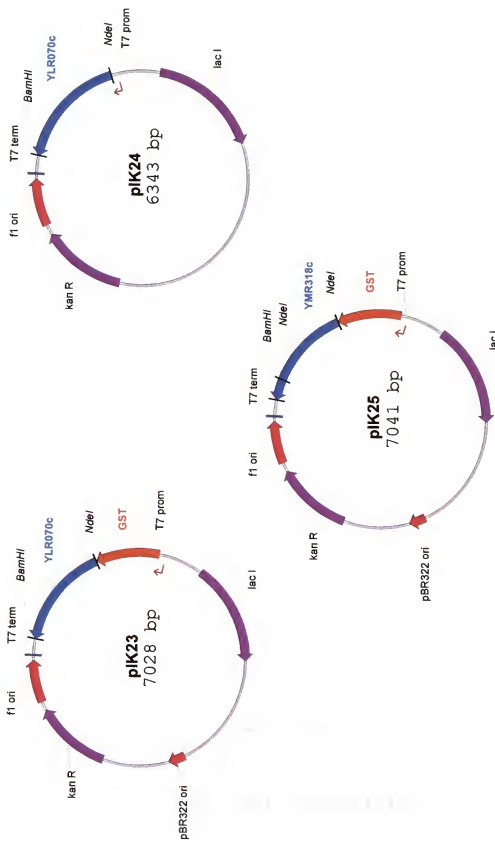 T7 term
BamHI
YLR070c
NdeI
GST
T7 prom
lac I
pBR322 ori
kan R
f1 ori
pIK23
7028 bp
T7 term
BamHI
YLR070c
NdeI
T7 prom
lac I
kan R
f1 ori
pIK24
6343 bp
T7 term
BamHI
NdeI
YMR318c
NdeI
GST
T7 prom
lac I
pBR322 ori
kan R
f1 ori
pIK25
7041 bp